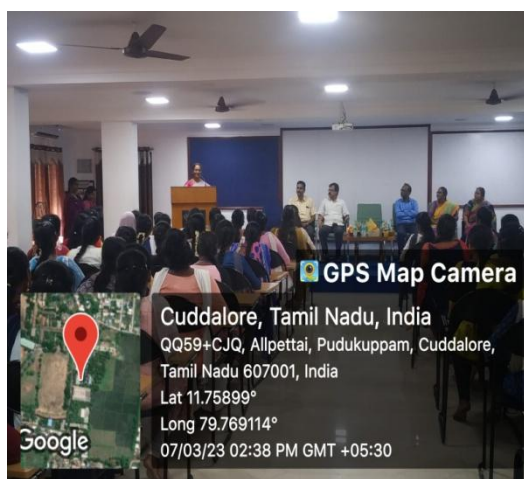 GPS Map Camera
Cuddalore, Tamil Nadu, India
QQ59+CJQ, Allpettai, Pudukuppam, Cuddalore,
Tamil Nadu 607001, India
Lat 11.75899°
Long 79.769114°
07/03/23 02:38 PM GMT +05:30
Google